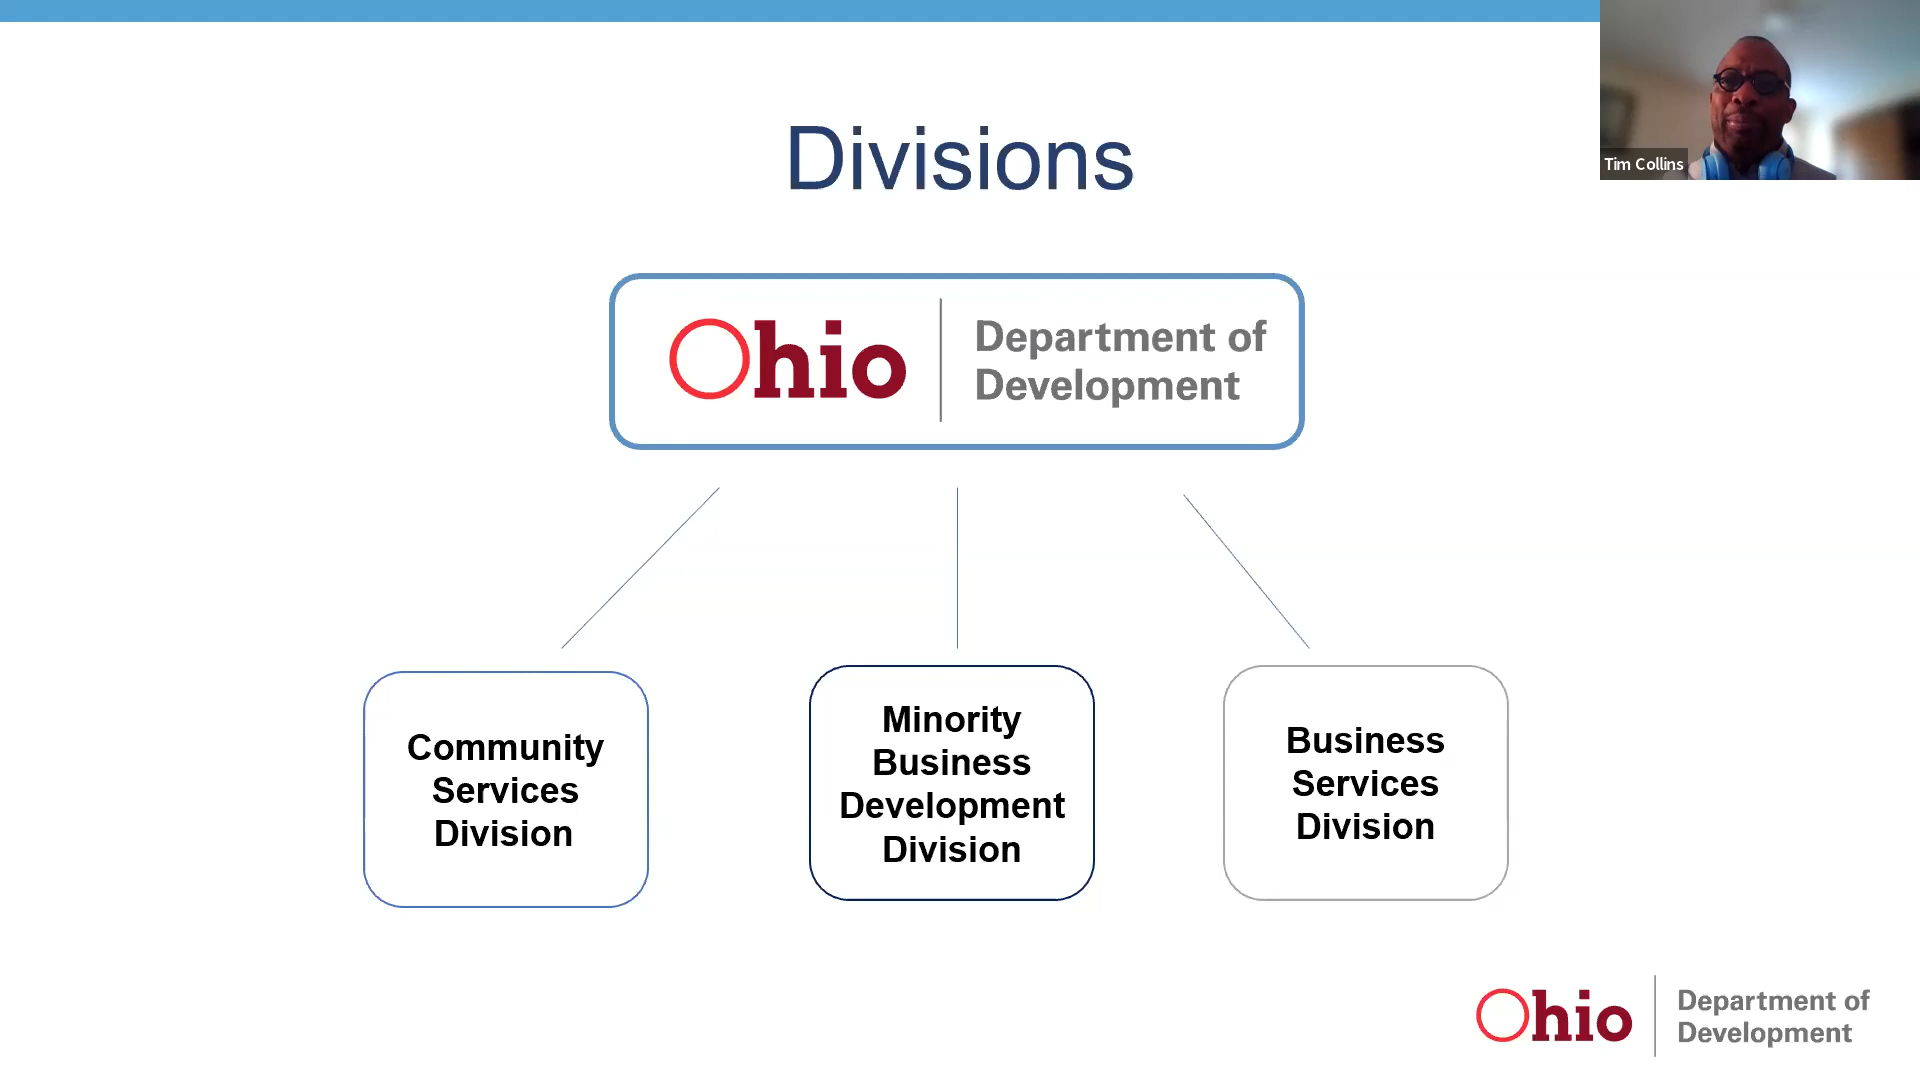 Divisions
Tim Collins
Ohio
Department of
Development
Community
Services
Division
Minority
Business
Development
Division
Business
Services
Division
Ohio
Department of
Development